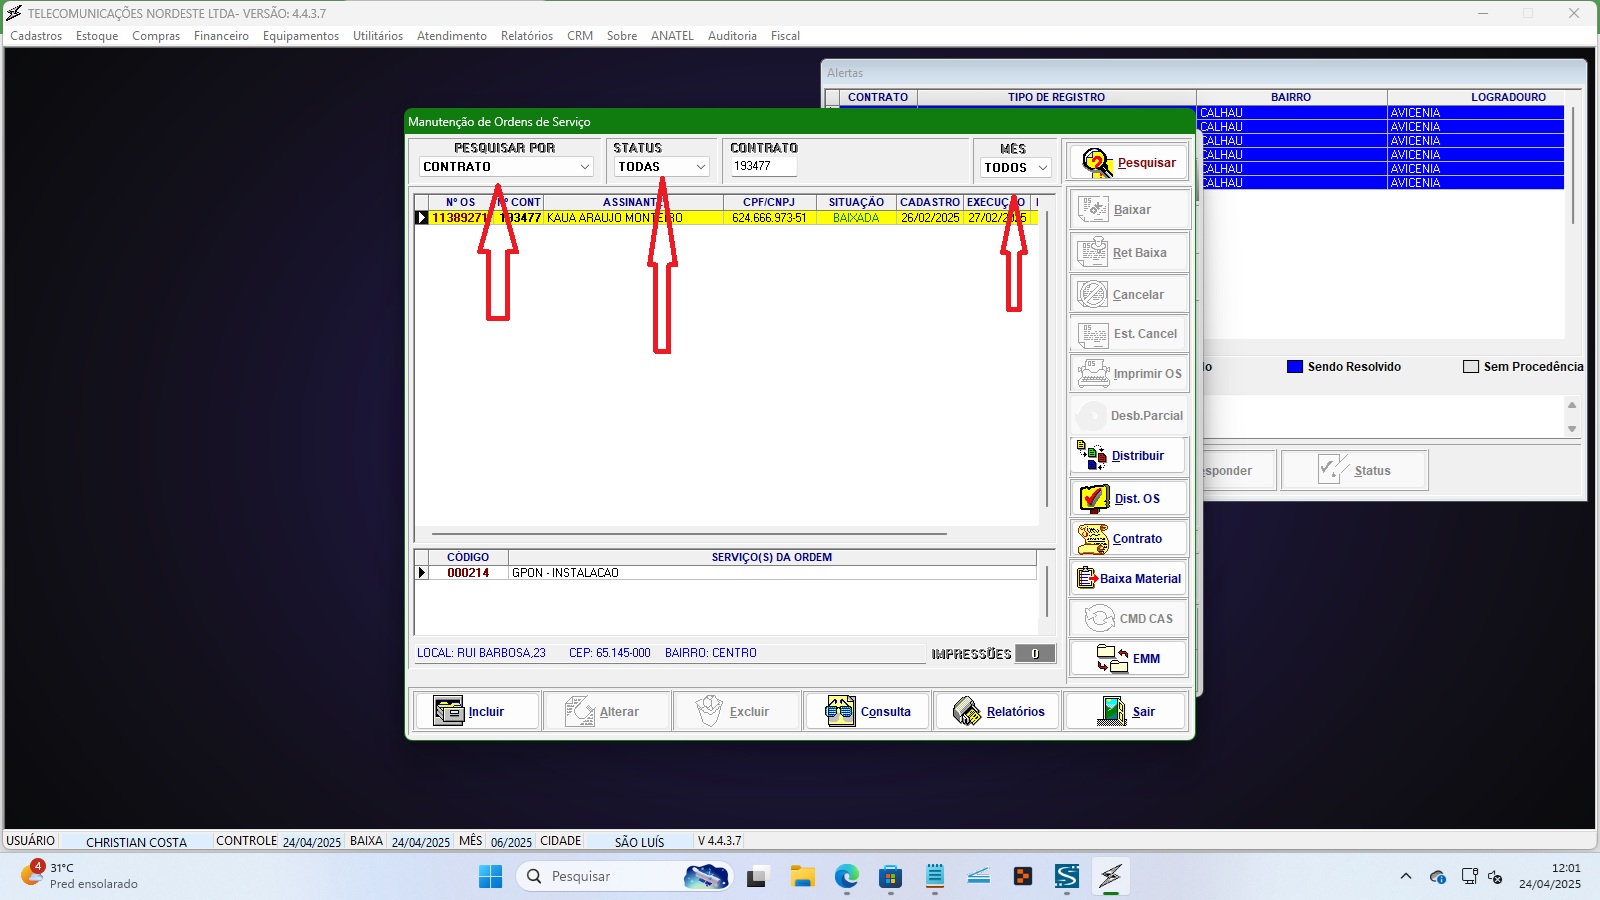 TELECOMUNICAÇÕES NORDESTE LTDA- VERSÃO: 4.4.3.7
Cadastros Estoque Compras Financeiro Equipamentos Utilitários Atendimento Relatórios CRM Sobre ANATEL Auditoria Fiscal
Alertas
CONTRATO TIPO DE REGISTRO BAIRRO LOGRADOURO
CALHAU AVICENIA
CALHAU AVICENIA
CALHAU AVICENIA
CALHAU AVICENIA
CALHAU AVICENIA
CALHAU AVICENIA
Sendo Resolvido Sem Procedência
sponder Status
Manutenção de Ordens de Serviço
PESQUISAR POR STATUS CONTRATO MÊS
CONTRATO TODAS 193477 TODOS
Pesquisar
Nº OS Nº CONT ASSINANT CPF/CNPJ SITUAÇÃO CADASTRO EXECUÇÃO
11389271 193477 KAUA ARAUJO MONTEIRO 624.666.973-51 BAIXADA 26/02/2025 27/02/2025
Baixar
Ret Baixa
Cancelar
Est. Cancel
Imprimir OS
Desb.Parcial
Distribuir
Dist. OS
Contrato
Baixa Material
CMD CAS
EMM
CÓDIGO SERVIÇO(S) DA ORDEM
000214 GPON - INSTALACAO
LOCAL: RUI BARBOSA,23 CEP: 65.145-000 BAIRRO: CENTRO IMPRESSÕES 0
Incluir Alterar Excluir Consulta Relatórios Sair
USUÁRIO CHRISTIAN COSTA CONTROLE 24/04/2025 BAIXA 24/04/2025 MÊS 06/2025 CIDADE SÃO LUÍS V 4.4.3.7
4
31°C
Pred ensolarado
Pesquisar
12:01
24/04/2025